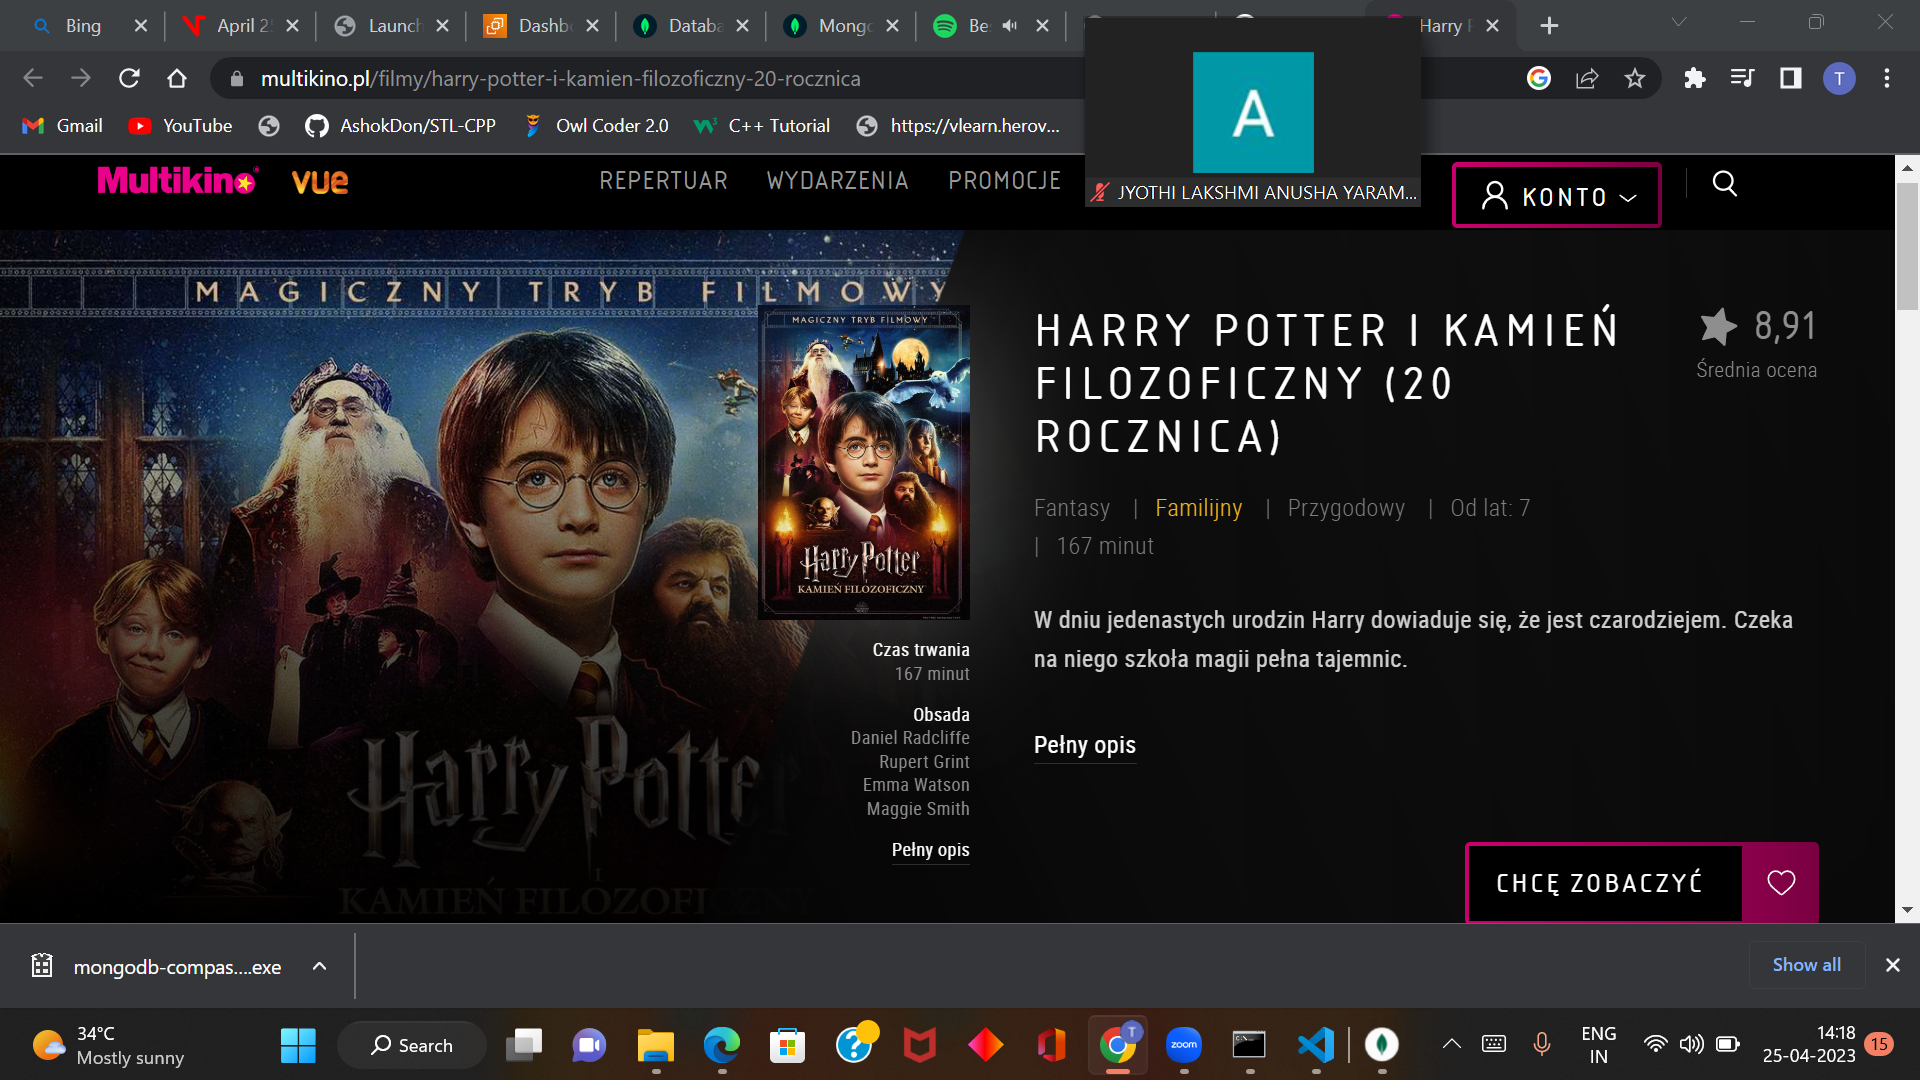 Bing
April 2
Launch
Dashb
Databa
Mongo
Be
Harry P
multikino.pl/filmy/harry-potter-i-kamien-filozoficzny-20-rocznica
T
Gmail
YouTube
AshokDon/STL-CPP
Owl Coder 2.0
C++ Tutorial
https://vlearn.herov...
A
JYOTHI LAKSHMI ANUSHA YARAM...
Multikino
vue
REPERTUAR
WYDARZENIA
PROMOCJE
KONTO
MAGICZNY TRYB FILMOWY
MAGICZNY TRYB FILMOWY
Harry Potter
KAMIEŃ FILOZOFICZNY
HARRY POTTER I KAMIEŃ
FILOZOFICZNY (20
ROCZNICA)
8,91
Średnia ocena
Fantasy | Familijny | Przygodowy | Od lat: 7
| 167 minut
W dniu jedenastych urodzin Harry dowiaduje się, że jest czarodziejem. Czeka
na niego szkoła magii pełna tajemnic.
Pełny opis
Czas trwania
167 minut
Obsada
Daniel Radcliffe
Rupert Grint
Emma Watson
Maggie Smith
Pełny opis
Harry Potter
I
KAMIEŃ FILOZOFICZNY
CHCĘ ZOBACZYĆ
mongodb-compas....exe
Show all
34°C
Mostly sunny
Search
T
zoom
ENG
IN
14:18
25-04-2023
15